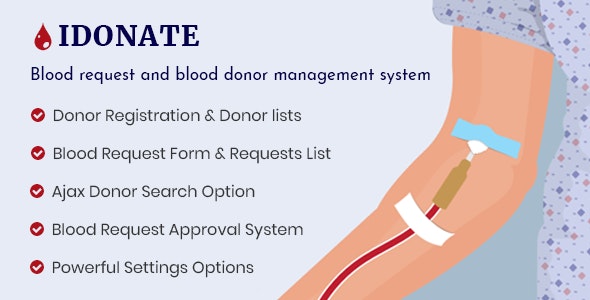 IDONATE
Blood request and blood donor management system
Donor Registration & Donor lists
Blood Request Form & Requests List
Ajax Donor Search Option
Blood Request Approval System
Powerful Settings Options